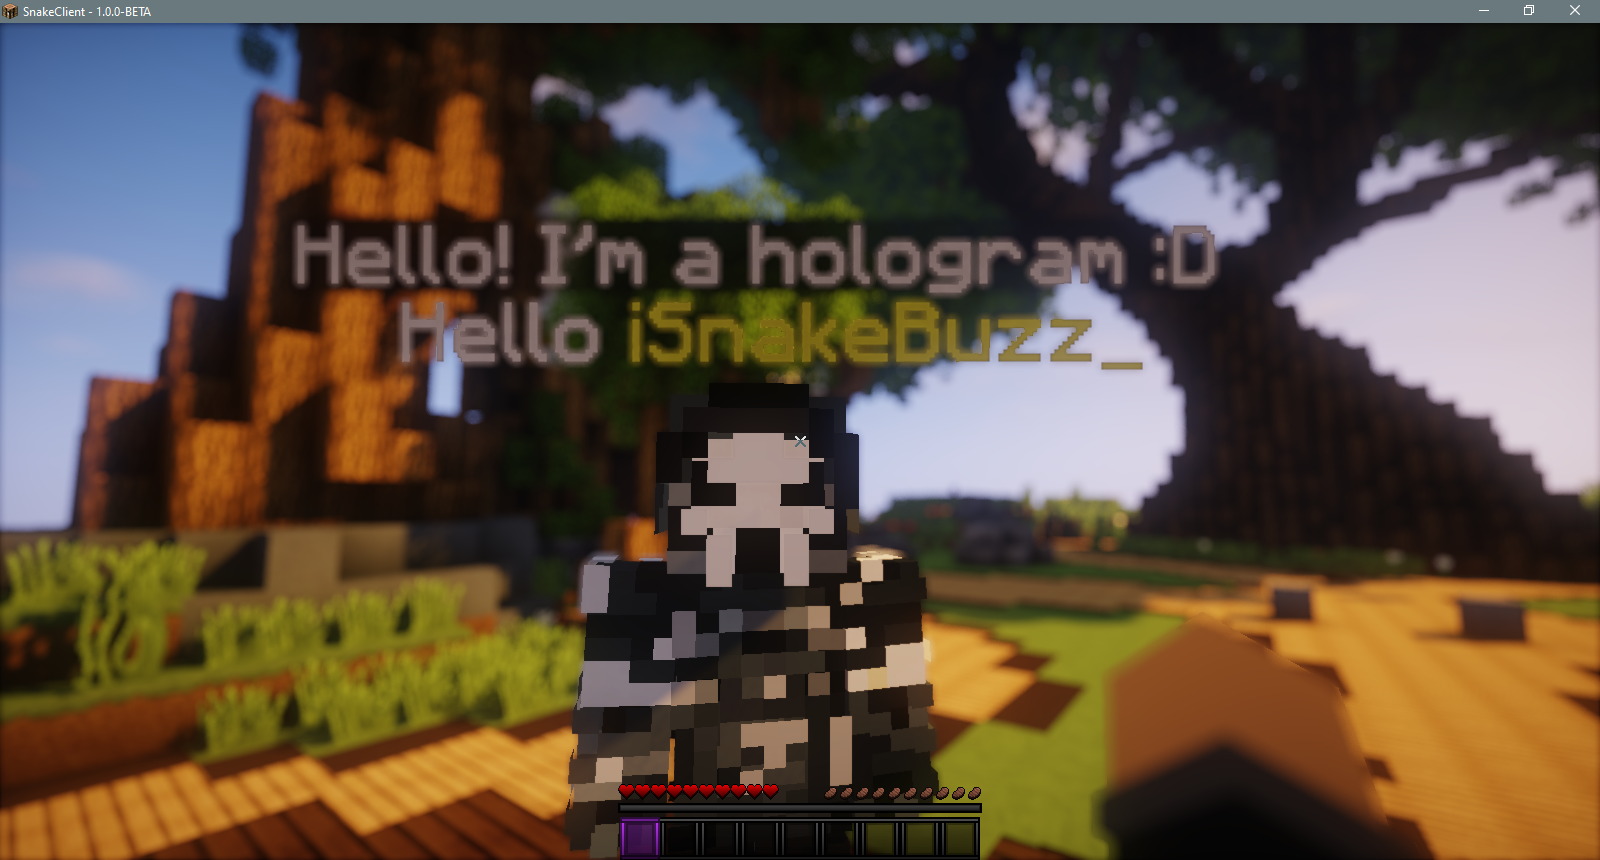 SnakeClient - 1.0.0-BETA
Hello! I'm a hologram :D
Hello iSnakeBuzz_